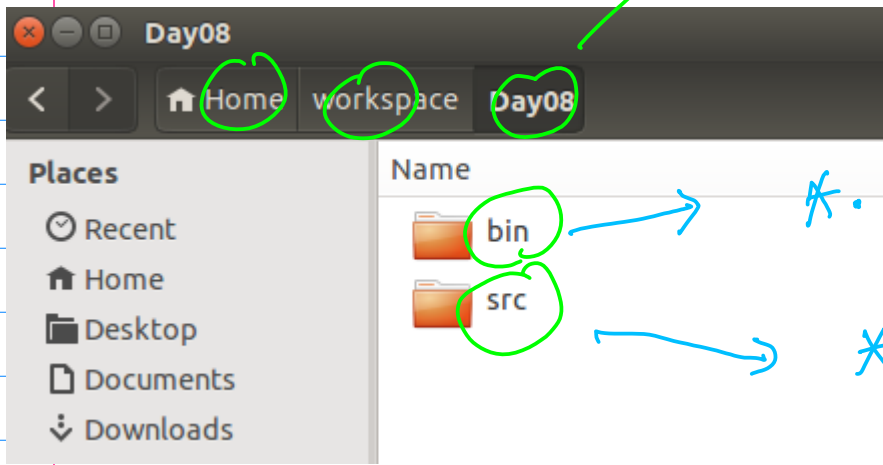 Day08
Home workspace Day08
Places
Name
Recent
bin
*.
Home
src
Desktop
*
Documents
Downloads